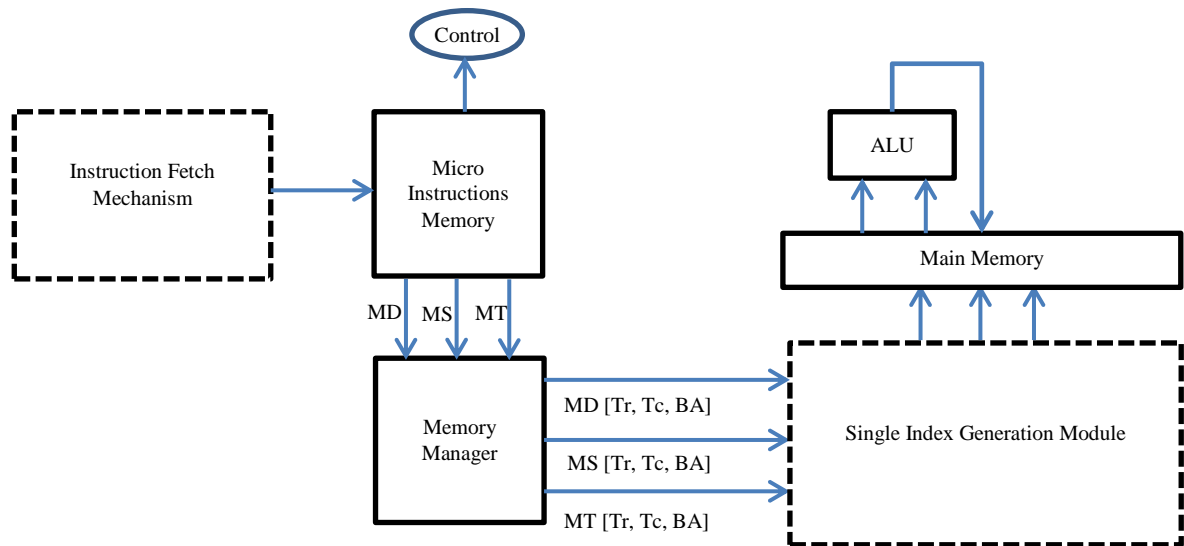 Control
Instruction Fetch
Mechanism
Micro
Instructions
Memory
ALU
Main Memory
MD
MS
MT
Memory
Manager
MD [Tr, Tc, BA]
MS [Tr, Tc, BA]
MT [Tr, Tc, BA]
Single Index Generation Module